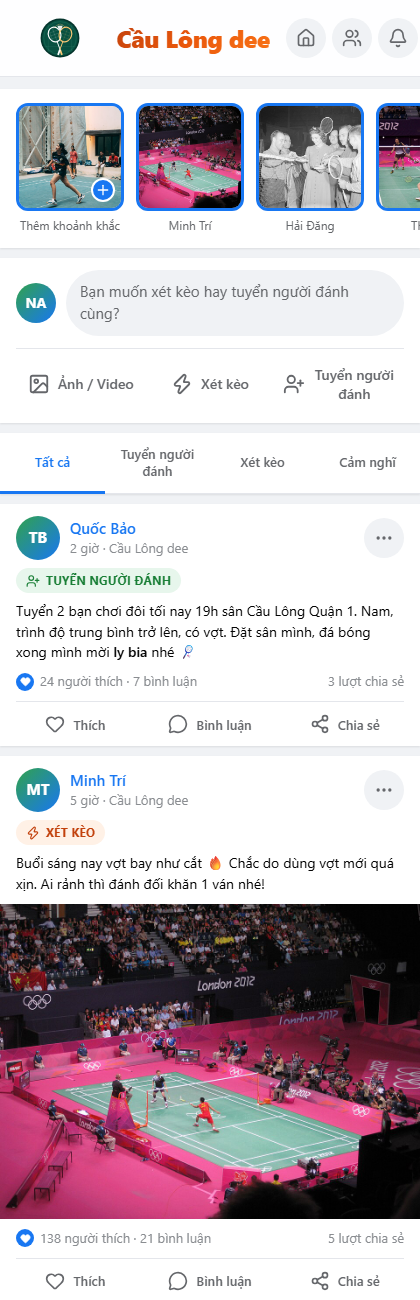 Cầu Lông dee
Thêm khoảnh khắc
Minh Trí
Hải Đăng
NA
Bạn muốn xét kèo hay tuyển người đánh
cùng?
Ảnh / Video
Xét kèo
Tuyển người
đánh
Tất cả
Tuyển người
đánh
Xét kèo
Cảm nghĩ
TB
Quốc Bảo
2 giờ · Cầu Lông dee
TUYỂN NGƯỜI ĐÁNH
Tuyển 2 bạn chơi đôi tối nay 19h sân Cầu Lông Quận 1. Nam,
trình độ trung bình trở lên, có vợt. Đặt sân mình, đá bóng
xong mình mời ly bia nhé
24 người thích · 7 bình luận
3 lượt chia sẻ
Thích
Bình luận
Chia sẻ
MT
Minh Trí
5 giờ · Cầu Lông dee
XÉT KÈO
Buổi sáng nay vợt bay như cắt 🔥 Chắc do dùng vợt mới quá
xịn. Ai rảnh thì đánh đối khăn 1 ván nhé!
London 2012
London 2012
138 người thích · 21 bình luận
5 lượt chia sẻ
Thích
Bình luận
Chia sẻ